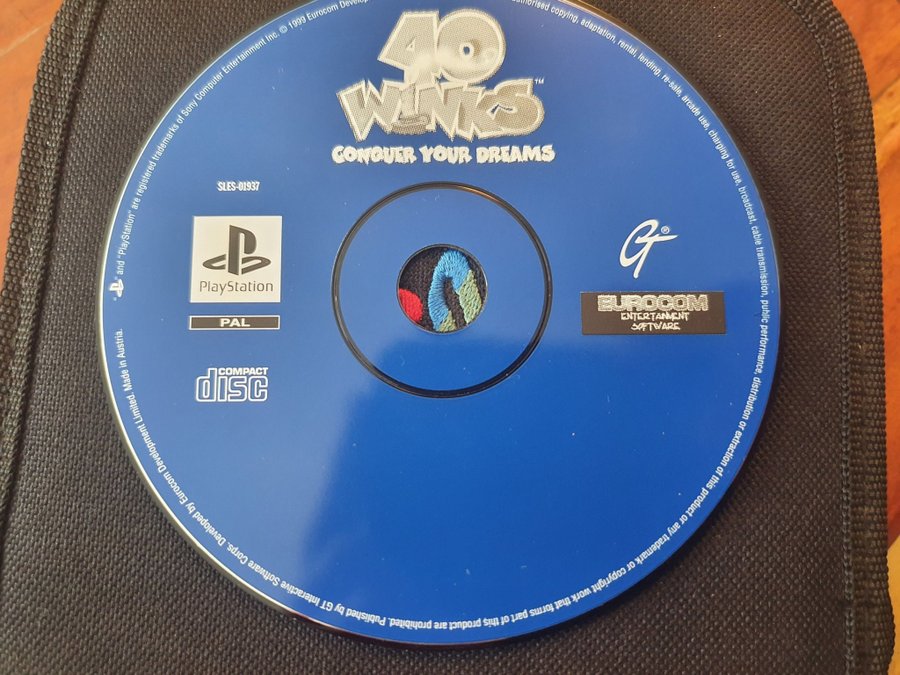 40
WINKS™
CONQUER YOUR DREAMS
SLES-01937
PlayStation
PAL
COMPACT
disc
GT®
EUROCOM
ENTERTAINMENT
SOFTWARE
" " and "PlayStation" are registered trademarks of Sony Computer Entertainment Inc. © 1999 Eurocom Develop
authorised copying, adaptation, rental, lending, re-sale, arcade use, charging for use, broadcast, cable transmission, public performance, distribution or extraction of this product or any trademark or copyright work that forms part of this product are prohibited. Published by GT Interactive Software Corps. Developed by Eurocom Development Limited. Made in Austria.